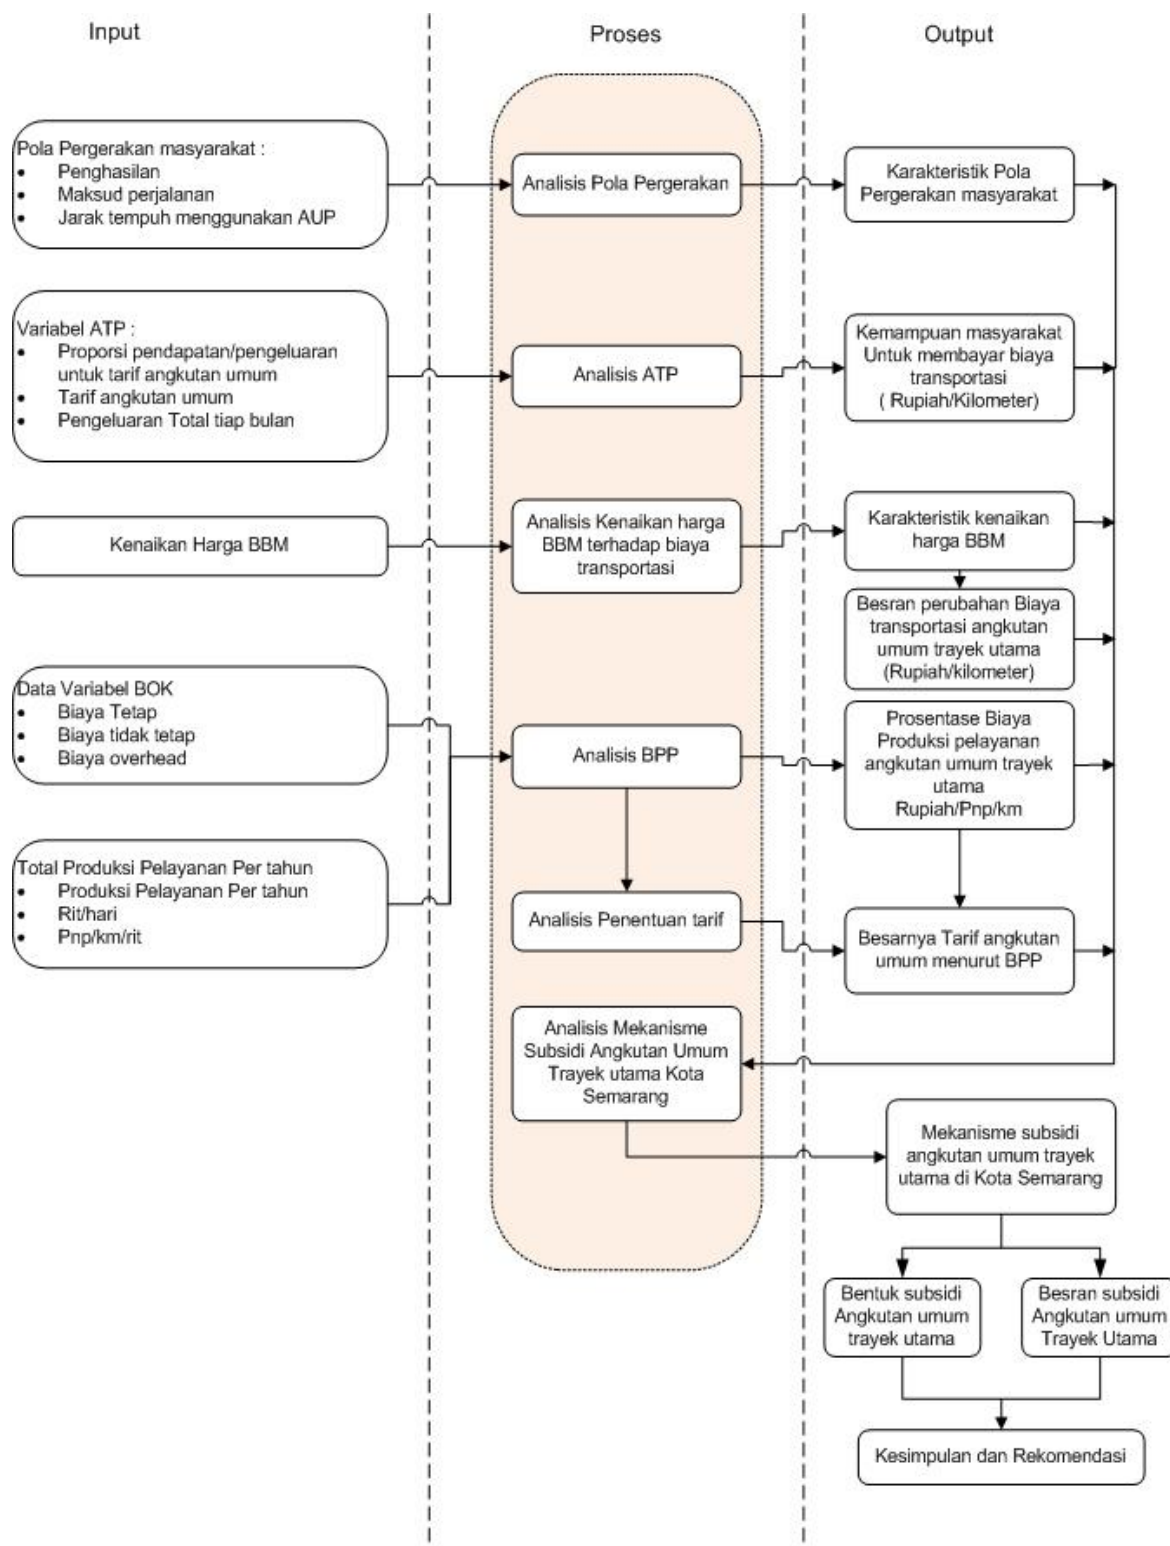 Input
Proses
Output
Pola Pergerakan masyarakat :
• Penghasilan
• Maksud perjalanan
• Jarak tempuh menggunakan AUP
Analisis Pola Pergerakan
Karakteristik Pola
Pergerakan masyarakat
Variabel ATP :
• Proporsi pendapatan/pengeluaran
untuk tarif angkutan umum
• Tarif angkutan umum
• Pengeluaran Total tiap bulan
Analisis ATP
Kemampuan masyarakat
Untuk membayar biaya
transportasi
( Rupiah/Kilometer)
Kenaikan Harga BBM
Analisis Kenaikan harga
BBM terhadap biaya
transportasi
Karakteristik kenaikan
harga BBM
Besran perubahan Biaya
transportasi angkutan
umum trayek utama
(Rupiah/kilometer)
Data Variabel BOK
• Biaya Tetap
• Biaya tidak tetap
• Biaya overhead
Analisis BPP
Prosentase Biaya
Produksi pelayanan
angkutan umum trayek
utama
Rupiah/Pnp/km
Total Produksi Pelayanan Per tahun
• Produksi Pelayanan Per tahun
• Rit/hari
• Pnp/km/rit
Analisis Penentuan tarif
Besarnya Tarif angkutan
umum menurut BPP
Analisis Mekanisme
Subsidi Angkutan Umum
Trayek utama Kota
Semarang
Mekanisme subsidi
angkutan umum trayek
utama di Kota Semarang
Bentuk subsidi
Angkutan umum
trayek utama
Besran subsidi
Angkutan umum
Trayek Utama
Kesimpulan dan Rekomendasi